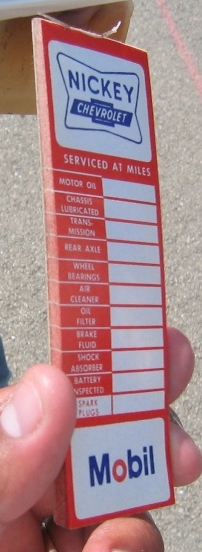 NICKEY
CHEVROLET
SERVICED AT MILES
MOTOR OIL
CHASSIS
LUBRICATED
TRANS-
MISSION
REAR AXLE
WHEEL
BEARINGS
AIR
CLEANER
OIL
FILTER
BRAKE
FLUID
SHOCK
ABSORBER
BATTERY
INSPECTED
SPARK
PLUGS
Mobil